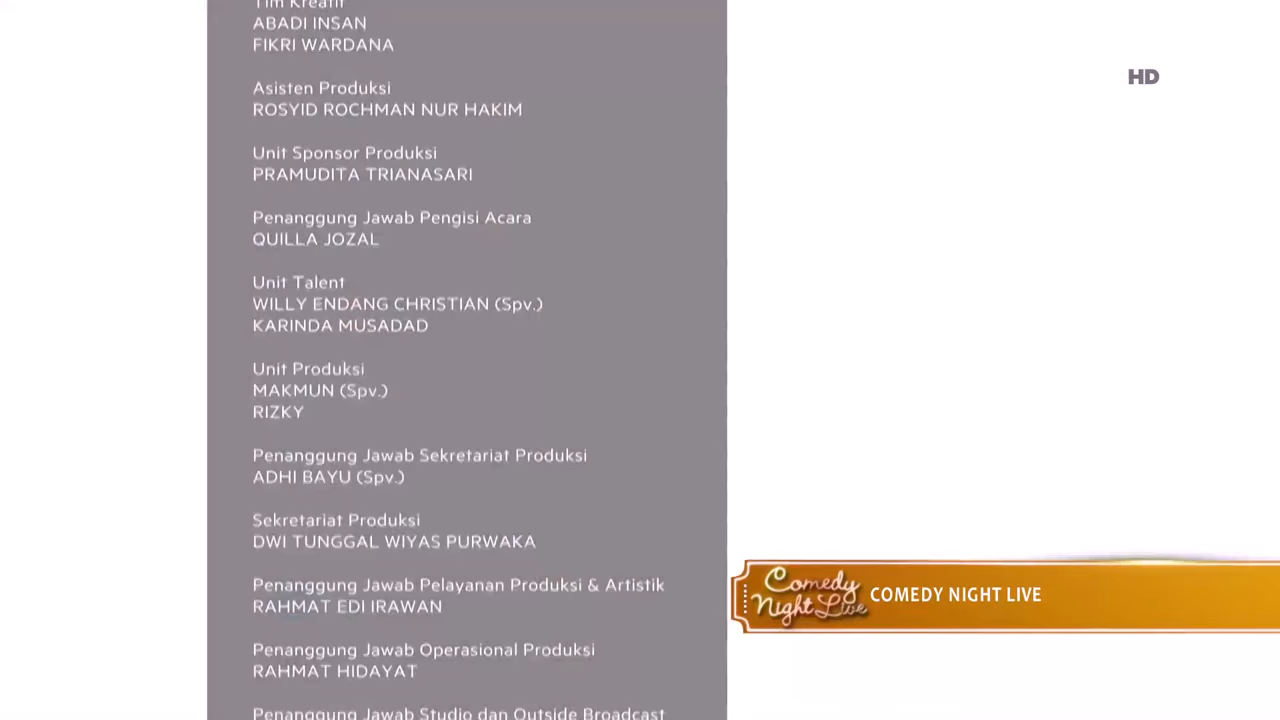 Tim Kreatif
ABADI INSAN
FIKRI WARDANA
Asisten Produksi
ROSYID ROCHMAN NUR HAKIM
Unit Sponsor Produksi
PRAMUDITA TRIANASARI
Penanggung Jawab Pengisi Acara
QUILLA JOZAL
Unit Talent
WILLY ENDANG CHRISTIAN (Spv.)
KARINDA MUSADAD
Unit Produksi
MAKMUN (Spv.)
RIZKY
Penanggung Jawab Sekretariat Produksi
ADHI BAYU (Spv.)
Sekretariat Produksi
DWI TUNGGAL WIYAS PURWAKA
Penanggung Jawab Pelayanan Produksi & Artistik
RAHMAT EDI IRAWAN
Penanggung Jawab Operasional Produksi
RAHMAT HIDAYAT
Penanggung Jawab Studio dan Outside Broadcast
HD
Comedy
Night Live
COMEDY NIGHT LIVE